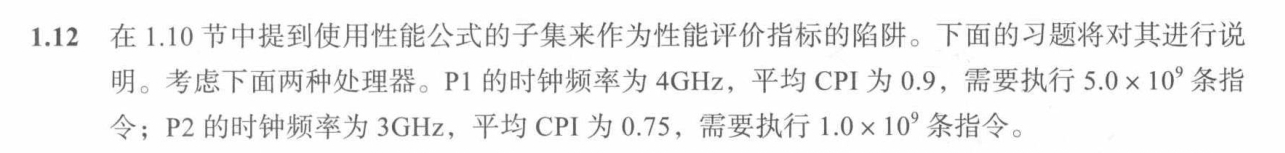 1.12 在 1.10 节中提到使用性能公式的子集来作为性能评价指标的陷阱。下面的习题将对其进行说
明。考虑下面两种处理器。P1 的时钟频率为 4GHz，平均 CPI 为 0.9，需要执行 5.0 × 10⁹ 条指
令；P2 的时钟频率为 3GHz，平均 CPI 为 0.75，需要执行 1.0 × 10⁹ 条指令。